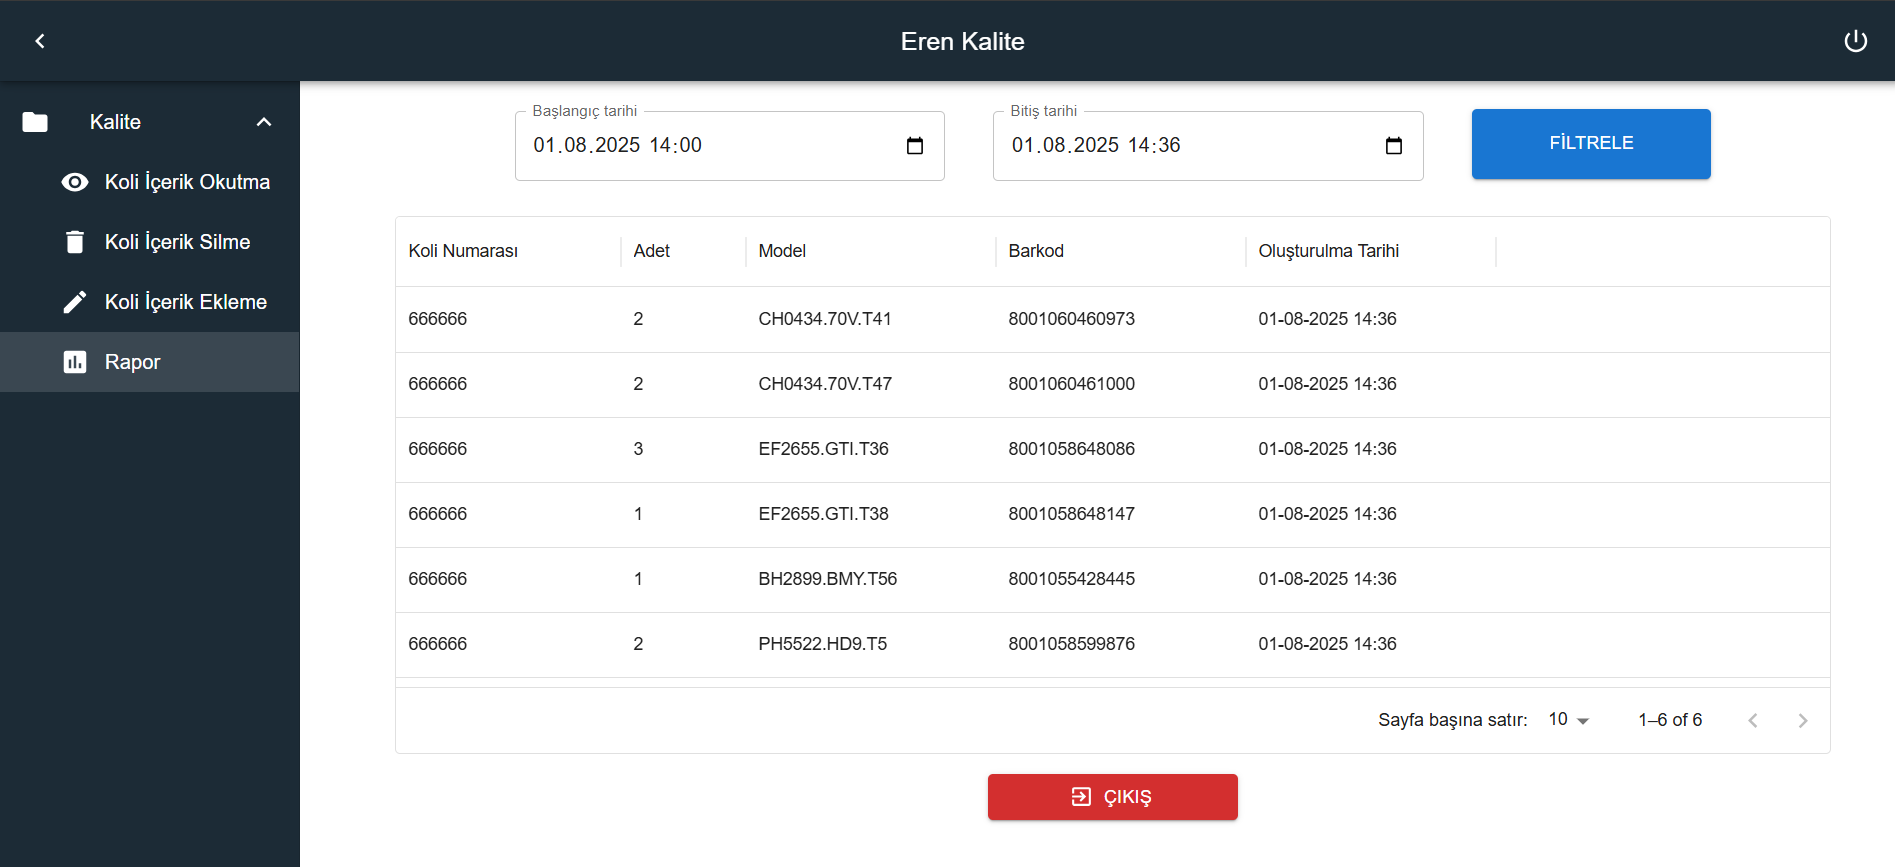 Eren Kalite
Kalite
Koli İçerik Okutma
Koli İçerik Silme
Koli İçerik Ekleme
Rapor
Başlangıç tarihi
01.08.2025 14:00
Bitiş tarihi
01.08.2025 14:36
FİLTRELE
Koli Numarası Adet Model Barkod Oluşturulma Tarihi
666666 2 CH0434.70V.T41 8001060460973 01-08-2025 14:36
666666 2 CH0434.70V.T47 8001060461000 01-08-2025 14:36
666666 3 EF2655.GTI.T36 8001058648086 01-08-2025 14:36
666666 1 EF2655.GTI.T38 8001058648147 01-08-2025 14:36
666666 1 BH2899.BMY.T56 8001055428445 01-08-2025 14:36
666666 2 PH5522.HD9.T5 8001058599876 01-08-2025 14:36
Sayfa başına satır: 10 1–6 of 6
ÇIKIŞ